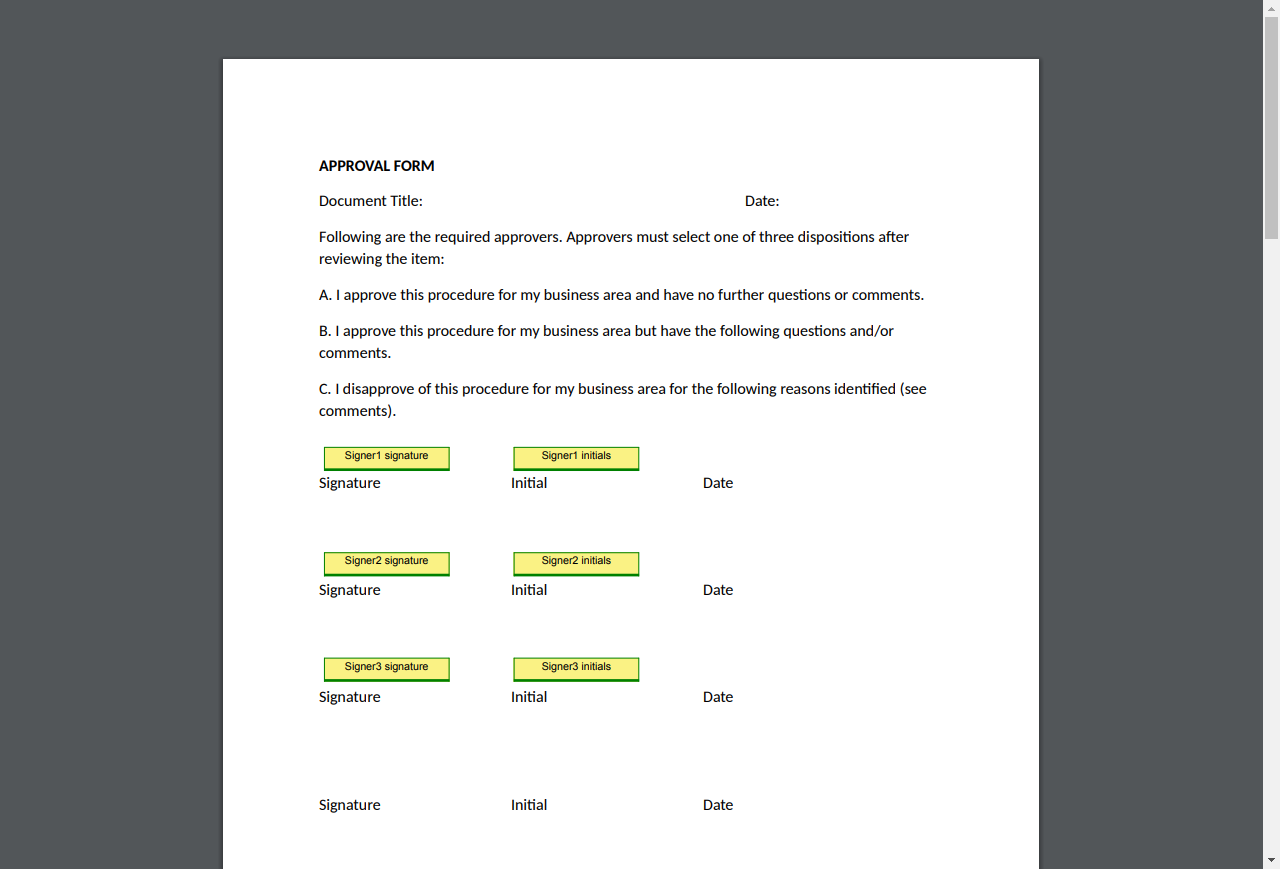 APPROVAL FORM
Document Title: Date:
Following are the required approvers. Approvers must select one of three dispositions after
reviewing the item:
A. I approve this procedure for my business area and have no further questions or comments.
B. I approve this procedure for my business area but have the following questions and/or
comments.
C. I disapprove of this procedure for my business area for the following reasons identified (see
comments).
Signer1 signature Signer1 initials
Signature Initial Date
Signer2 signature Signer2 initials
Signature Initial Date
Signer3 signature Signer3 initials
Signature Initial Date
Signature Initial Date